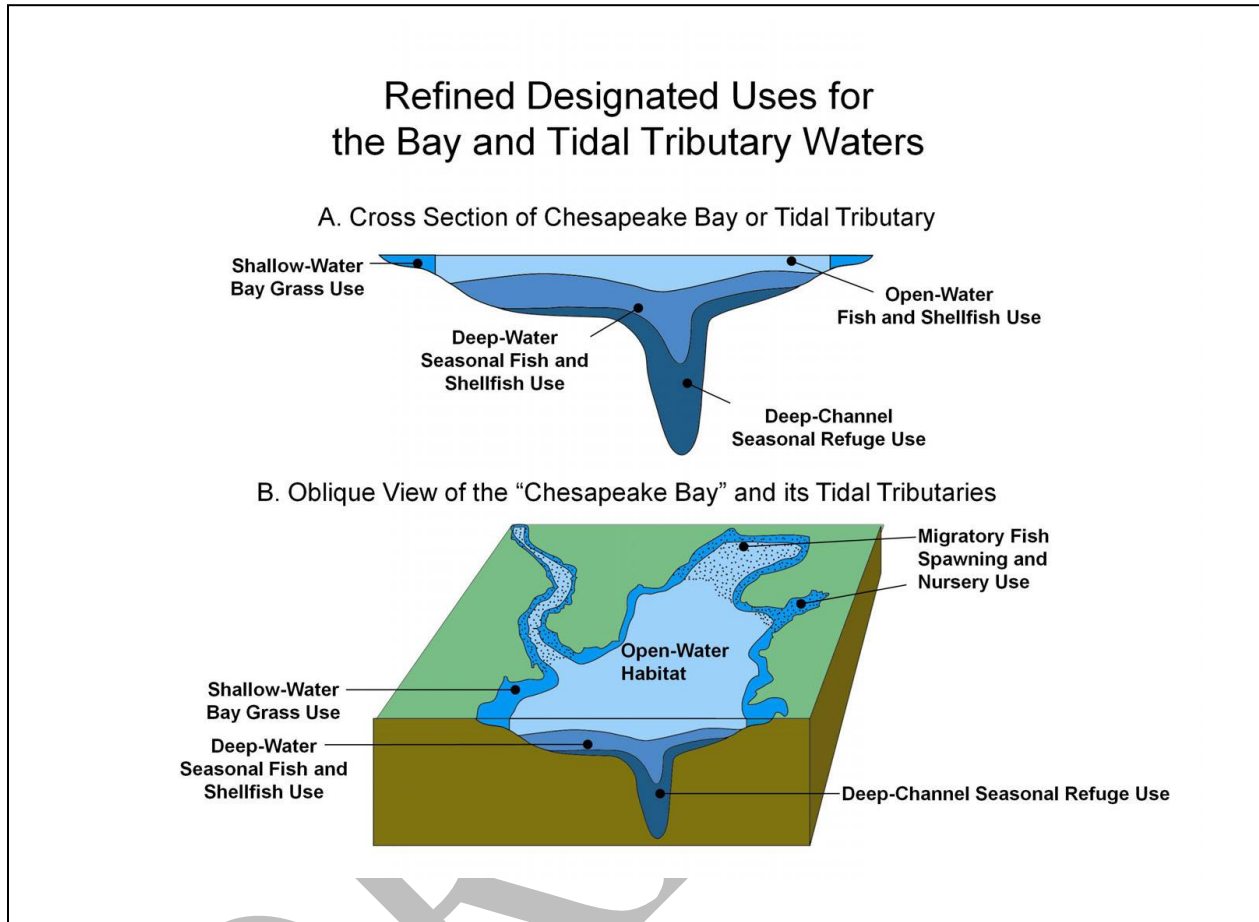 Refined Designated Uses for
the Bay and Tidal Tributary Waters
A. Cross Section of Chesapeake Bay or Tidal Tributary
Shallow-Water
Bay Grass Use
Open-Water
Fish and Shellfish Use
Deep-Water
Seasonal Fish and
Shellfish Use
Deep-Channel
Seasonal Refuge Use
B. Oblique View of the “Chesapeake Bay” and its Tidal Tributaries
Migratory Fish
Spawning and
Nursery Use
Open-Water
Habitat
Shallow-Water
Bay Grass Use
Deep-Water
Seasonal Fish and
Shellfish Use
Deep-Channel Seasonal Refuge Use